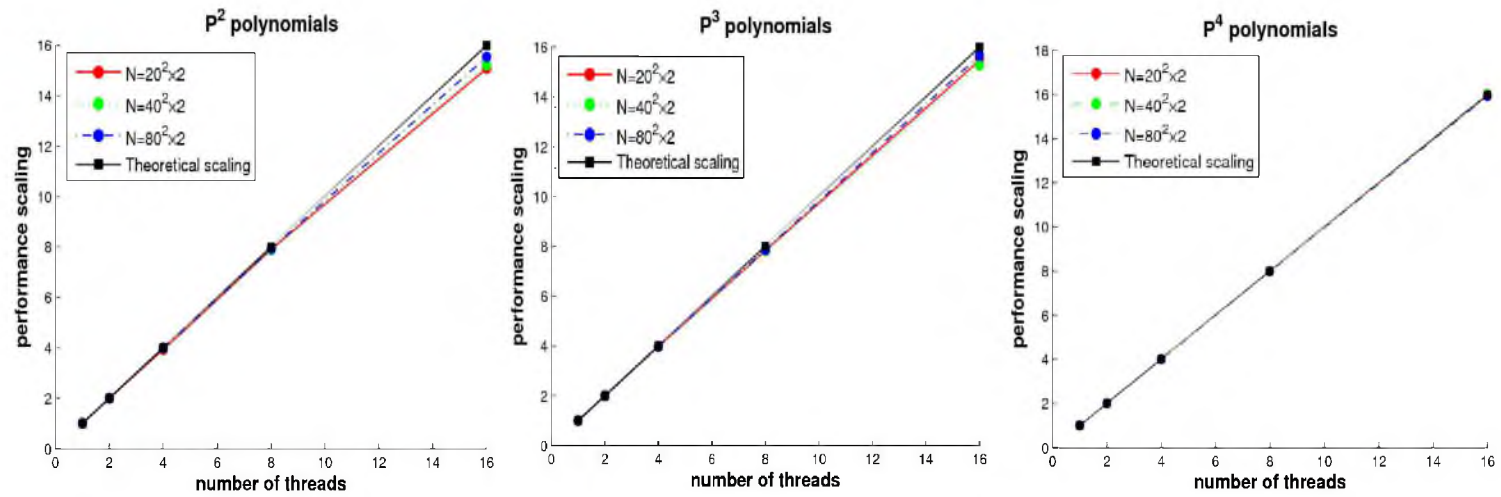 P² polynomials
16
14
12
10
8
6
4
2
0
N=20²×2
N=40²×2
N=80²×2
Theoretical scaling
performance scaling
0 2 4 6 8 10 12 14 16
number of threads
P³ polynomials
16
14
12
10
8
6
4
2
0
N=20²×2
N=40²×2
N=80²×2
Theoretical scaling
performance scaling
0 2 4 6 8 10 12 14 16
number of threads
P⁴ polynomials
18
16
14
12
10
8
6
4
2
0
N=20²×2
N=40²×2
N=80²×2
Theoretical scaling
performance scaling
0 2 4 6 8 10 12 14 16
number of threads